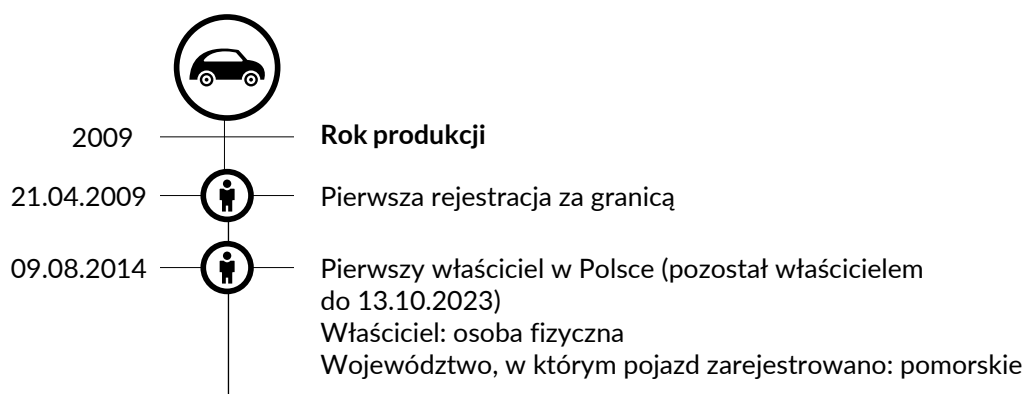 2009 Rok produkcji
21.04.2009 Pierwsza rejestracja za granicą
09.08.2014 Pierwszy właściciel w Polsce (pozostał właścicielem
do 13.10.2023)
Właściciel: osoba fizyczna
Województwo, w którym pojazd zarejestrowano: pomorskie